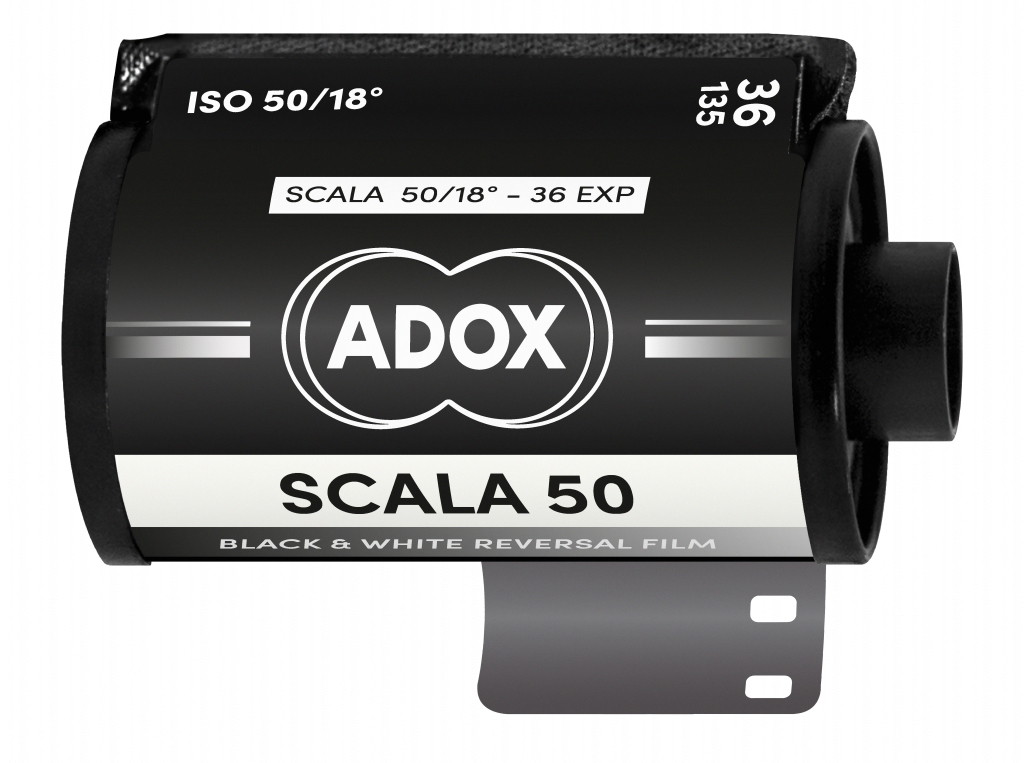 ISO 50/18°
36
135
SCALA 50/18° – 36 EXP
ADOX
SCALA 50
BLACK & WHITE REVERSAL FILM